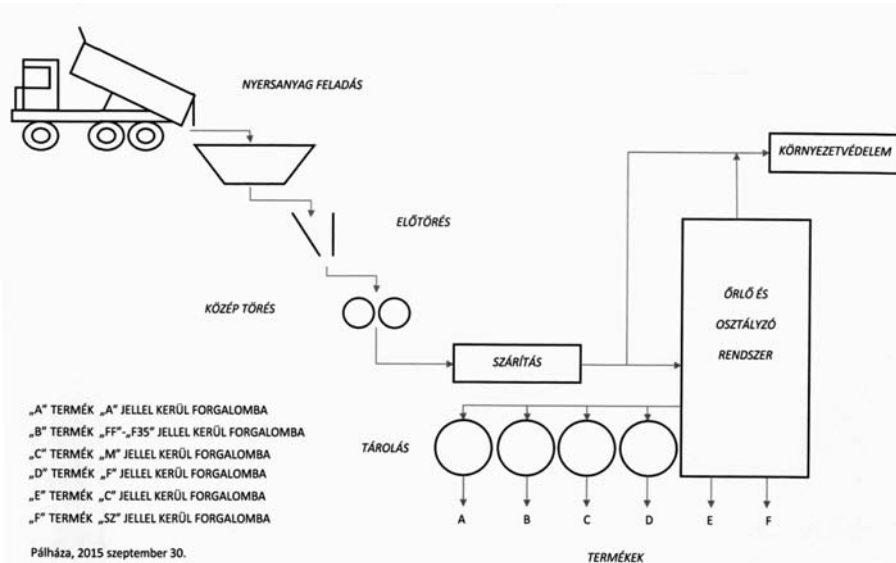 NYERSANYAG FELADÁS
KÖRNYEZETVÉDELEM
ELŐTÖRÉS
KÖZÉP TÖRÉS
ŐRLŐ ÉS
OSZTÁLYZÓ
RENDSZER
SZÁRÍTÁS
TÁROLÁS
A B C D E F
TERMÉKEK
„A” TERMÉK „A” JELLEL KERÜL FORGALOMBA
„B” TERMÉK „FF”-„F35” JELLEL KERÜL FORGALOMBA
„C” TERMÉK „M” JELLEL KERÜL FORGALOMBA
„D” TERMÉK „F” JELLEL KERÜL FORGALOMBA
„E” TERMÉK „C” JELLEL KERÜL FORGALOMBA
„F” TERMÉK „SZ” JELLEL KERÜL FORGALOMBA
Pálháza, 2015 szeptember 30.